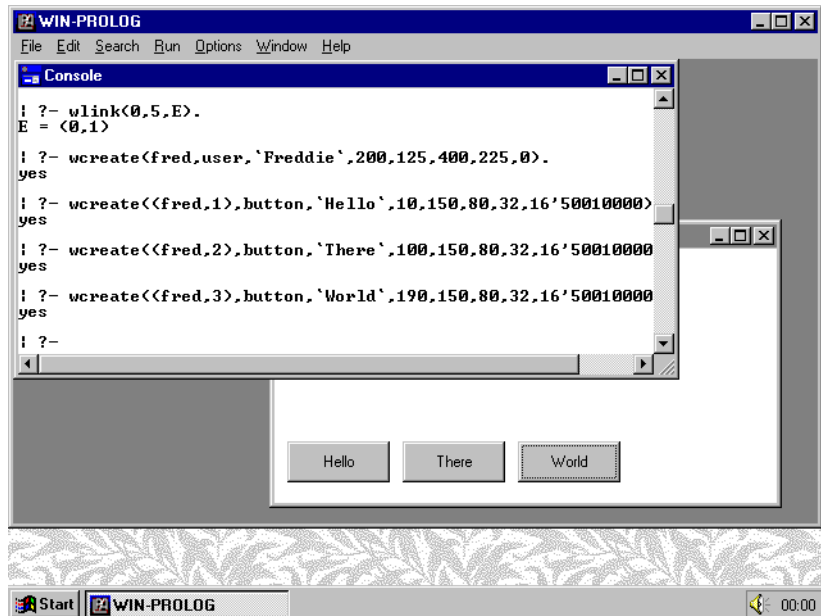 WIN-PROLOG
File Edit Search Run Options Window Help
Console
| ?- wlink(0,5,E).
E = (0,1)
| ?- wcreate(fred,user,`Freddie`,200,125,400,225,0).
yes
| ?- wcreate((fred,1),button,`Hello`,10,150,80,32,16'50010000)
yes
| ?- wcreate((fred,2),button,`There`,100,150,80,32,16'50010000
yes
| ?- wcreate((fred,3),button,`World`,190,150,80,32,16'50010000
yes
| ?-
Hello There World
Start WIN-PROLOG 00:00